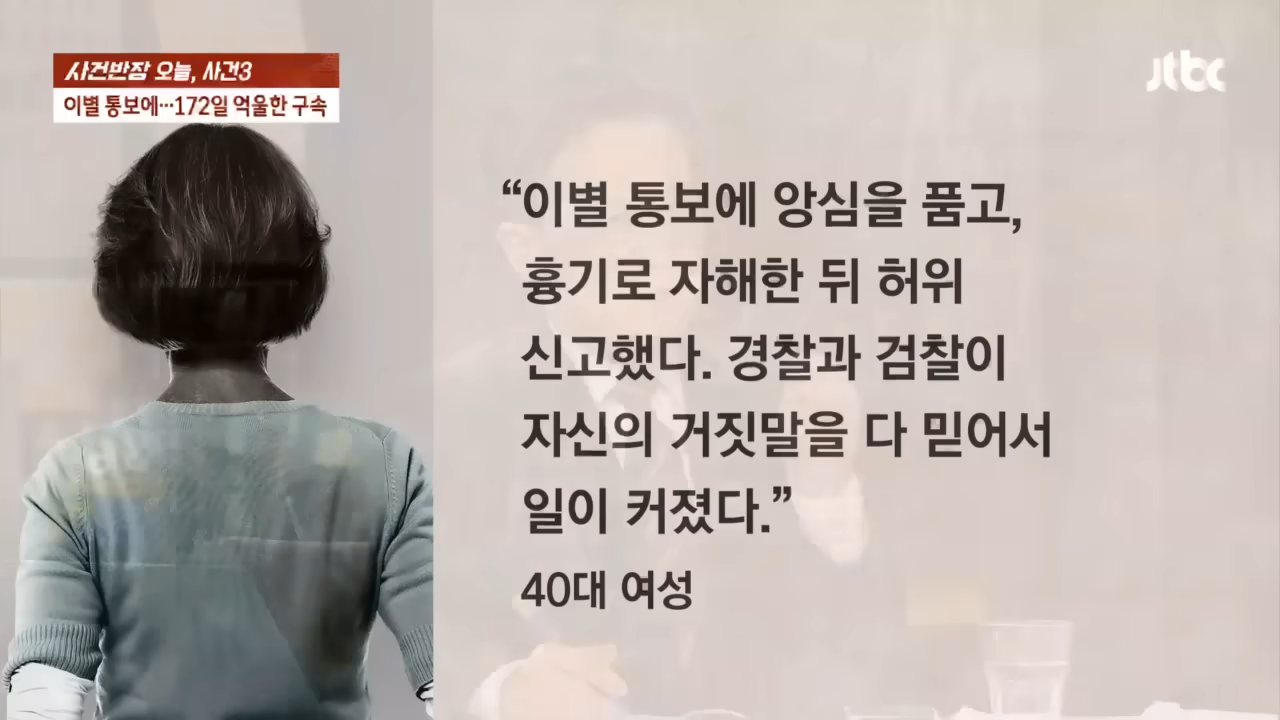 사건반장 오늘, 사건3
이별 통보에…172일 억울한 구속
jtbc
“이별 통보에 앙심을 품고,
흉기로 자해한 뒤 허위
신고했다. 경찰과 검찰이
자신의 거짓말을 다 믿어서
일이 커졌다.”
40대 여성